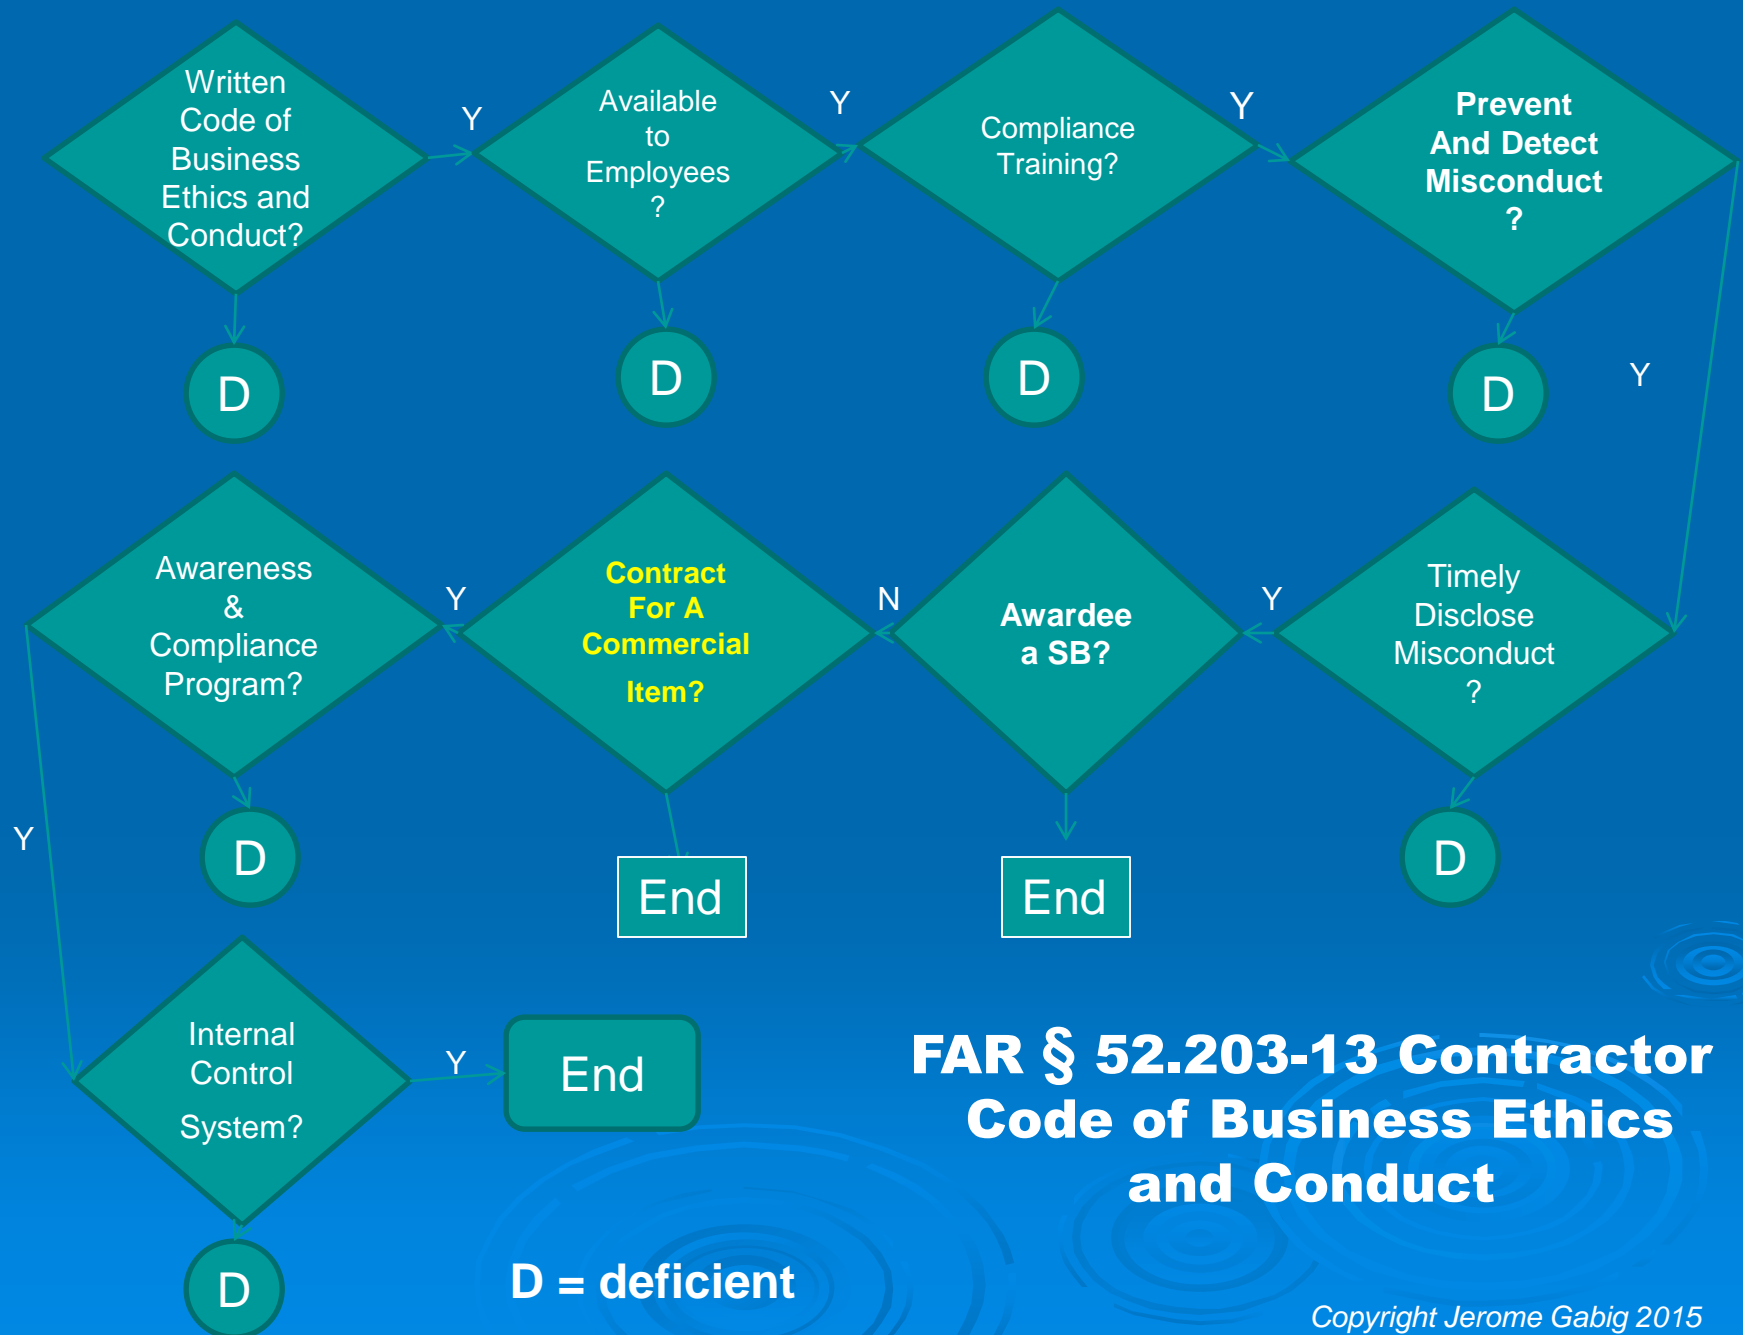 Written
Code of
Business
Ethics and
Conduct?
Y
Available
to
Employees
?
Y
Compliance
Training?
Y
Prevent
And Detect
Misconduct
?
D
D
D
D
Y
Timely
Disclose
Misconduct
?
Y
Awardee
a SB?
N
Contract
For A
Commercial
Item?
Y
Awareness
&
Compliance
Program?
Y
D
End
End
D
Internal
Control
System?
Y
End
D
FAR § 52.203-13 Contractor
Code of Business Ethics
and Conduct
D = deficient
Copyright Jerome Gabig 2015